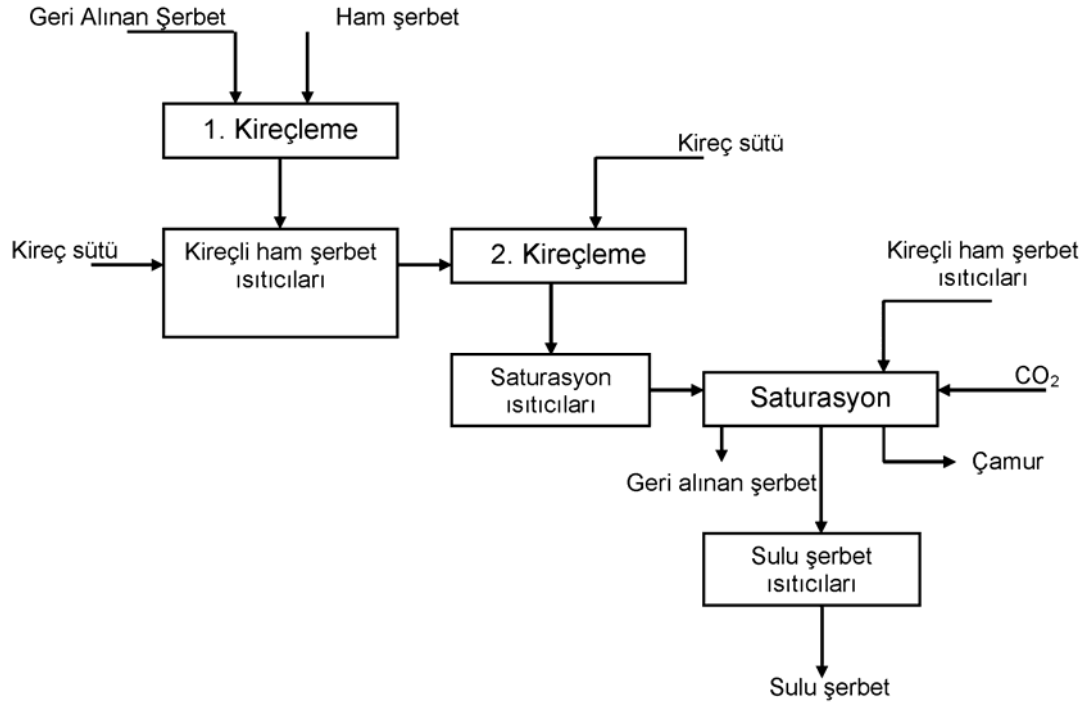 Geri Alınan Şerbet
Ham şerbet
1. Kireçleme
Kireç sütü
Kireç sütü
Kireçli ham şerbet
ısıtıcıları
2. Kireçleme
Kireçli ham şerbet
ısıtıcıları
Saturasyon
ısıtıcıları
Saturasyon
CO₂
Geri alınan şerbet
Çamur
Sulu şerbet
ısıtıcıları
Sulu şerbet